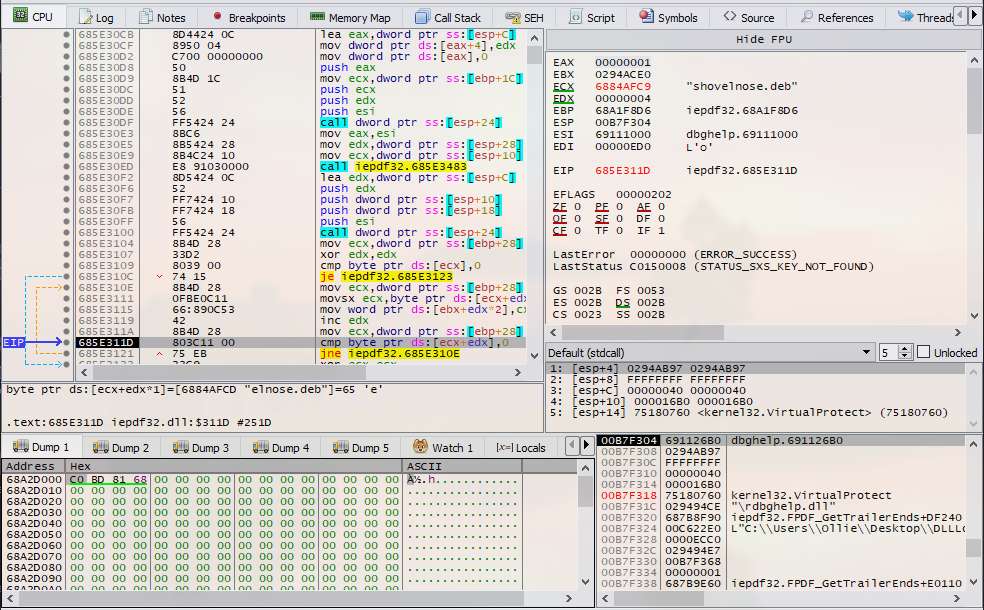 CPU Log Notes Breakpoints Memory Map Call Stack SEH Script Symbols Source References Threads
685E30CB 8D4424 0C lea eax,dword ptr ss:[esp+C]
685E30CF 8950 04 mov dword ptr ds:[eax+4],edx
685E30D2 C700 00000000 mov dword ptr ds:[eax],0
685E30D8 50 push eax
685E30D9 8B4D 1C mov ecx,dword ptr ss:[ebp+1C]
685E30DC 51 push ecx
685E30DD 52 push edx
685E30DE 56 push esi
685E30DF FF5424 24 call dword ptr ss:[esp+24]
685E30E3 8BC6 mov eax,esi
685E30E5 8B5424 28 mov edx,dword ptr ss:[esp+28]
685E30E9 8B4C24 10 mov ecx,dword ptr ss:[esp+10]
685E30ED E8 91030000 call iepdf32.685E3483
685E30F2 8D5424 0C lea edx,dword ptr ss:[esp+C]
685E30F6 52 push edx
685E30F7 FF7424 10 push dword ptr ss:[esp+10]
685E30FB FF7424 18 push dword ptr ss:[esp+18]
685E30FF 56 push esi
685E3100 FF5424 24 call dword ptr ss:[esp+24]
685E3104 8B4D 28 mov ecx,dword ptr ss:[ebp+28]
685E3107 33D2 xor edx,edx
685E3109 8039 00 cmp byte ptr ds:[ecx],0
685E310C 74 15 je iepdf32.685E3123
685E310E 8B4D 28 mov ecx,dword ptr ss:[ebp+28]
685E3111 0FBE0C11 movsx ecx,byte ptr ds:[ecx+edx
685E3115 66:890C53 mov word ptr ds:[ebx+edx*2],cx
685E3119 42 inc edx
685E311A 8B4D 28 mov ecx,dword ptr ss:[ebp+28]
EIP 685E311D 803C11 00 cmp byte ptr ds:[ecx+edx],0
685E3121 75 EB jne iepdf32.685E310E
byte ptr ds:[ecx+edx*1]=[6884AFCD "elnose.deb"]=65 'e'
.text:685E311D iepdf32.dll:$311D #251D
Hide FPU
EAX 00000001
EBX 0294ACE0
ECX 6884AFC9 "shovelnose.deb"
EDX 00000004
EBP 68A1F8D6 iepdf32.68A1F8D6
ESP 00B7F304
ESI 69111000 dbghelp.69111000
EDI 00000ED0 L'o'
EIP 685E311D iepdf32.685E311D
EFLAGS 00000202
ZF 0 PF 0 AF 0
OF 0 SF 0 DF 0
CF 0 TF 0 IF 1
LastError 00000000 (ERROR_SUCCESS)
LastStatus C0150008 (STATUS_SXS_KEY_NOT_FOUND)
GS 002B FS 0053
ES 002B DS 002B
CS 0023 SS 002B
Default (stdcall) 5 Unlocked
1: [esp+4] 0294AB97 0294AB97
2: [esp+8] FFFFFFFF FFFFFFFF
3: [esp+C] 00000040 00000040
4: [esp+10] 000016B0 000016B0
5: [esp+14] 75180760 <kernel32.VirtualProtect> (75180760)
Dump 1 Dump 2 Dump 3 Dump 4 Dump 5 Watch 1 [x=] Locals
Address Hex ASCII
68A2D000 C0 BD 81 68 00 00 00 00 00 00 00 00 00 00 00 00 À½.h............
68A2D010 00 00 00 00 00 00 00 00 00 00 00 00 00 00 00 00 ................
68A2D020 00 00 00 00 00 00 00 00 00 00 00 00 00 00 00 00 ................
68A2D030 00 00 00 00 00 00 00 00 00 00 00 00 00 00 00 00 ................
68A2D040 00 00 00 00 00 00 00 00 00 00 00 00 00 00 00 00 ................
68A2D050 00 00 00 00 00 00 00 00 00 00 00 00 00 00 00 00 ................
68A2D060 00 00 00 00 00 00 00 00 00 00 00 00 00 00 00 00 ................
68A2D070 00 00 00 00 00 00 00 00 00 00 00 00 00 00 00 00 ................
68A2D080 00 00 00 00 00 00 00 00 00 00 00 00 00 00 00 00 ................
68A2D090 00 00 00 00 00 00 00 00 00 00 00 00 00 00 00 00 ................
00B7F304 691126B0 dbghelp.691126B0
00B7F308 0294AB97
00B7F30C FFFFFFFF
00B7F310 00000040
00B7F314 000016B0
00B7F318 75180760 kernel32.VirtualProtect
00B7F31C 029494CE "\rdbghelp.dll"
00B7F320 687B8F90 iepdf32.FPDF_GetTrailerEnds+DF240
00B7F324 00C622E0 L"C:\\Users\\Ollie\\Desktop\\DLLLo
00B7F328 0000ECC0
00B7F32C 029494E7
00B7F330 00B7F368
00B7F334 00000001
00B7F338 687B9E60 iepdf32.FPDF_GetTrailerEnds+E0110